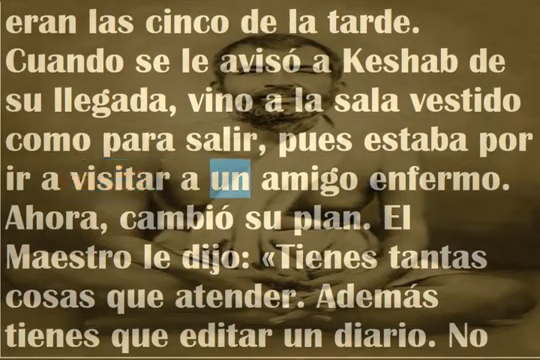 eran las cinco de la tarde.
Cuando se le avisó a Keshab de
su llegada, vino a la sala vestido
como para salir, pues estaba por
ir a visitar a un amigo enfermo.
Ahora, cambió su plan. El
Maestro le dijo: «Tienes tantas
cosas que atender. Además
tienes que editar un diario. No